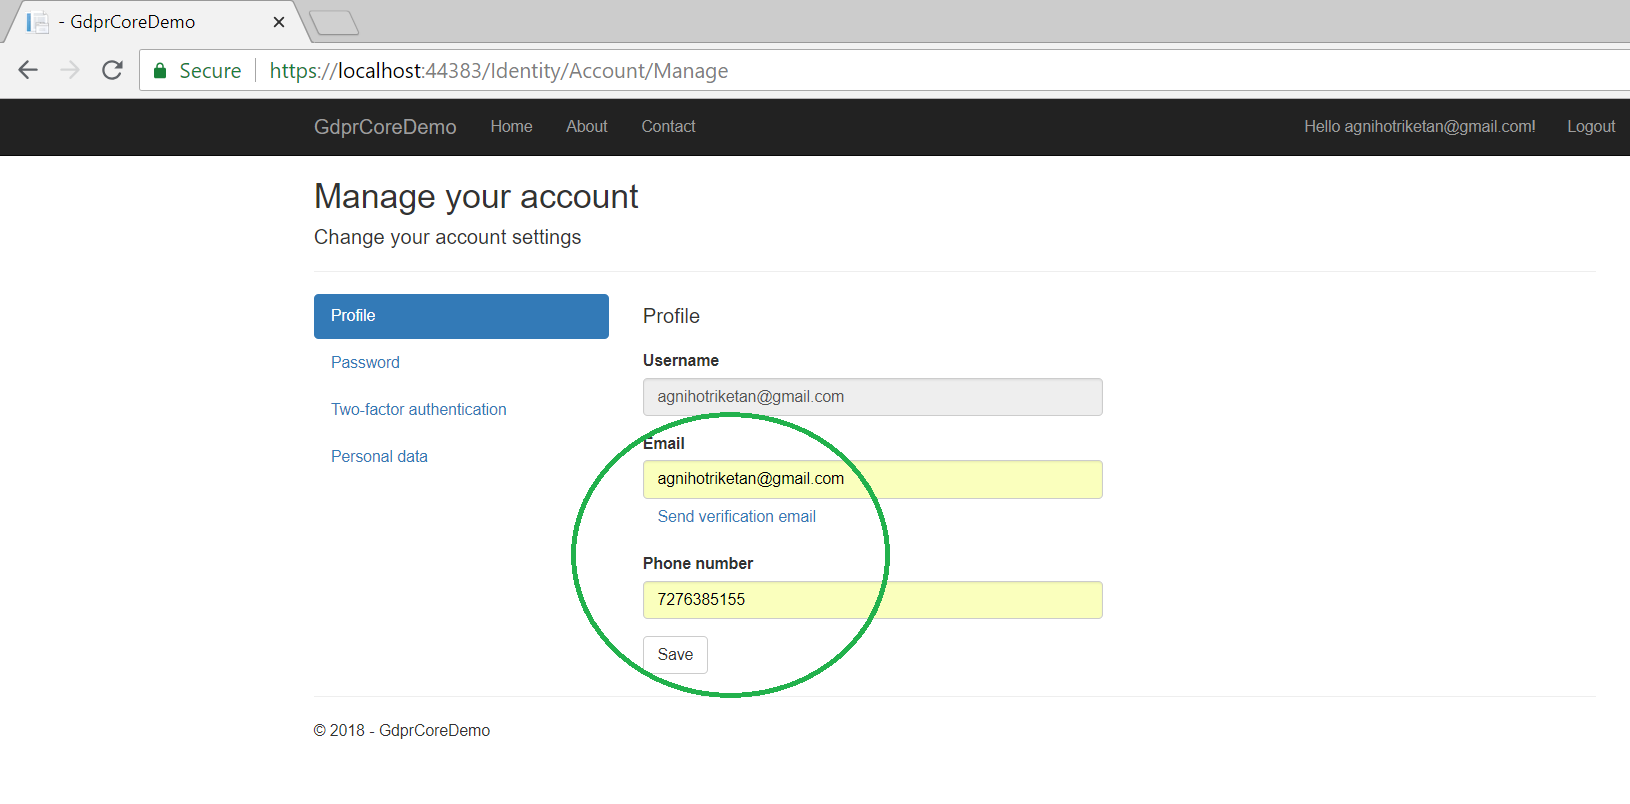 - GdprCoreDemo
Secure https://localhost:44383/Identity/Account/Manage
GdprCoreDemo Home About Contact Hello agnihotriketan@gmail.com! Logout
Manage your account
Change your account settings
Profile
Password
Two-factor authentication
Personal data
Profile
Username
agnihotriketan@gmail.com
Email
agnihotriketan@gmail.com
Send verification email
Phone number
7276385155
Save
© 2018 - GdprCoreDemo